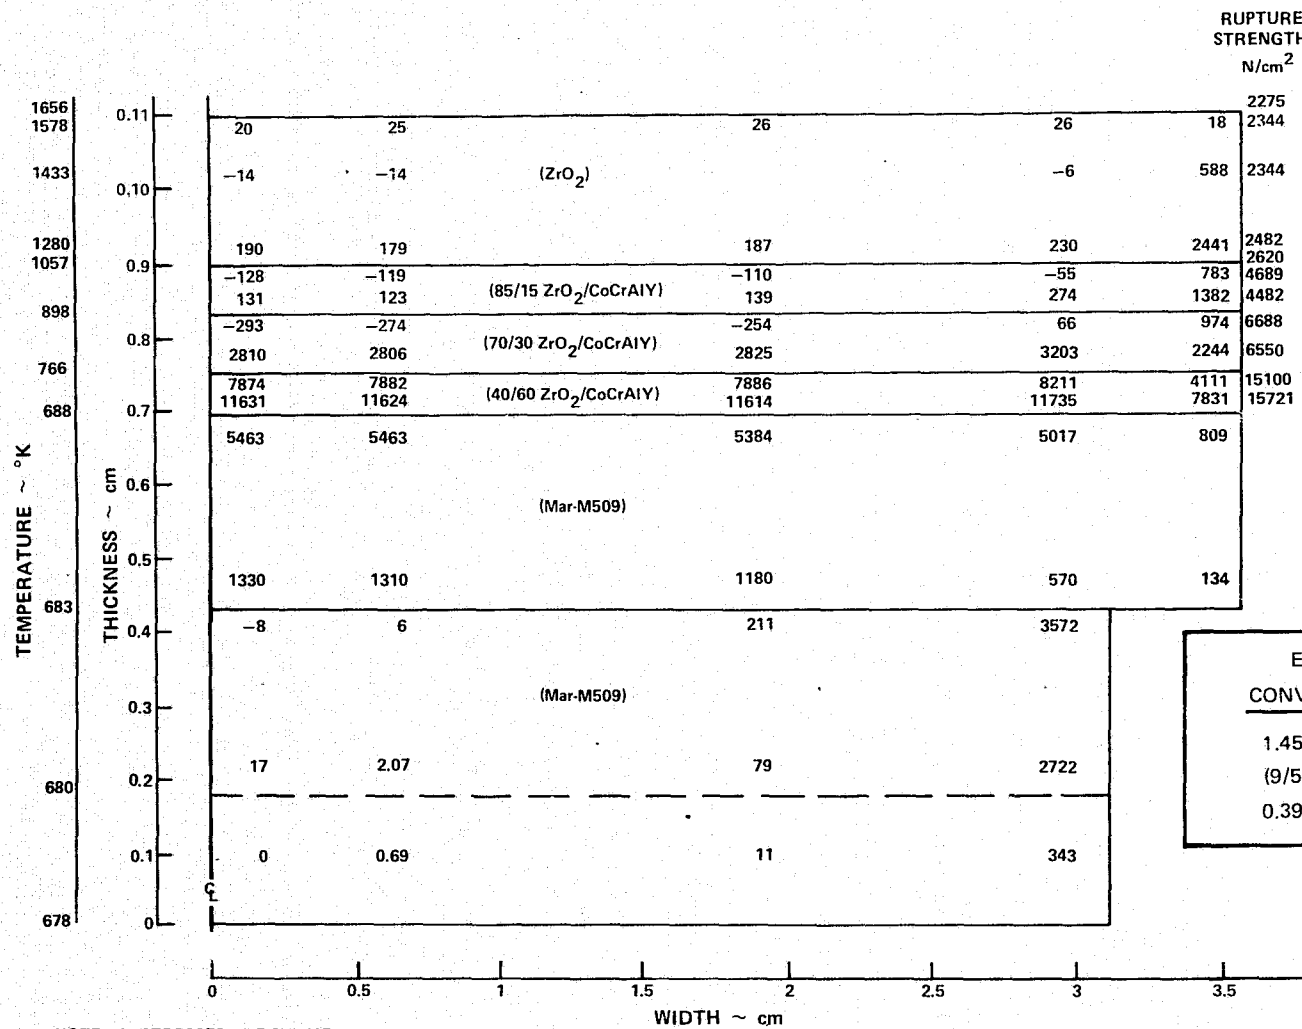 RUPTURE
STRENGTH
N/cm2
1656 0.11 2275
1578 20 25 26 26 18 2344
1433 −14 −14 (ZrO2) −6 588 2344
0,10
1280 190 179 187 230 2441 2482
1057 0.9 2620
−128 −119 −110 −55 783 4689
(85/15 ZrO2/CoCrAlY)
131 123 139 274 1382 4482
898
−293 −274 −254 66 974 6688
0.8 (70/30 ZrO2/CoCrAlY)
2810 2806 2825 3203 2244 6550
766
7874 7882 7886 8211 4111 15100
(40/60 ZrO2/CoCrAlY)
11631 11624 11614 11735 7831 15721
688 0.7
5463 5463 5384 5017 809
0.6
(Mar-M509)
0.5
1330 1310 1180 570 134
683
0.4 −8 6 211 3572
(Mar-M509)
0.3
17 2.07 79 2722
680 0.2
0.1 0 0.69 11 343
℄
678 0
TEMPERATURE ~ °K
THICKNESS ~ cm
E
CONV
1.45
(9/5
0.39
0 0.5 1 1.5 2 2.5 3 3.5
WIDTH ~ cm